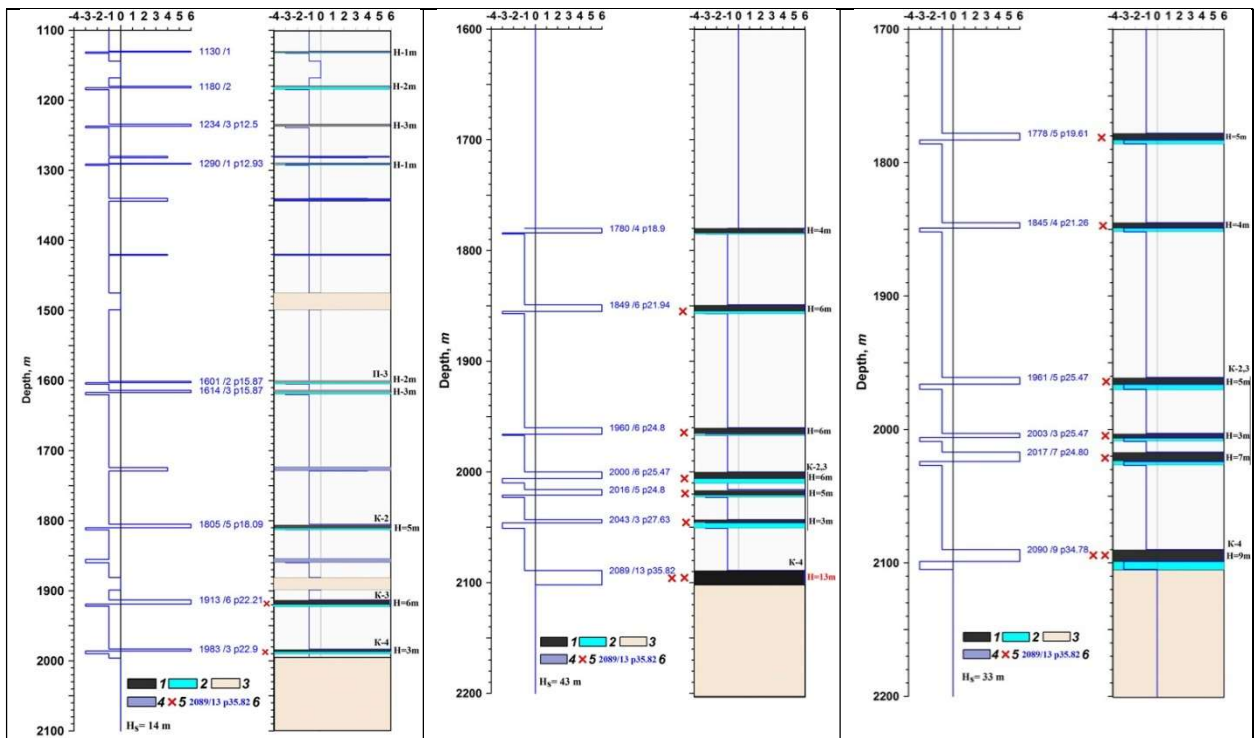 -4-3-2-1 0 1 2 3 4 5 6
-4-3-2-1 0 1 2 3 4 5 6
1100
1200
1300
1400
1500
1600
1700
1800
1900
2000
2100
Depth, m
1130 /1
1180 /2
1234 /3 p12.5
1290 /1 p12.93
1601 /2 p15.87
1614 /3 p15.87
1805 /5 p18.09
1913 /6 p22.21
1983 /3 p22.9
H-1m
H-2m
H-3m
H-1m
П-3
H-2m
H-3m
K-2
H=5m
K-3
H=6m
K-4
H=3m
1 2 3
4 5 2089/13 p35.82 6
Hs= 14 m
-4-3-2-1 0 1 2 3 4 5 6
-4-3-2-1 0 1 2 3 4 5 6
1600
1700
1800
1900
2000
2100
2200
Depth, m
1780 /4 p18.9
1849 /6 p21.94
1960 /6 p24.8
2000 /6 p25.47
2016 /5 p24.8
2043 /3 p27.63
2089 /13 p35.82
H=4m
H=6m
H=6m
K-2,3
H=6m
H=5m
H=3m
K-4
H=13m
1 2 3
4 5 2089/13 p35.82 6
Hs= 43 m
-4-3-2-1 0 1 2 3 4 5 6
-4-3-2-1 0 1 2 3 4 5 6
1700
1800
1900
2000
2100
2200
Depth, m
1778 /5 p19.61
1845 /4 p21.26
1961 /5 p25.47
2003 /3 p25.47
2017 /7 p24.80
2090 /9 p34.78
H=5m
H=4m
K-2,3
H=5m
H=3m
H=7m
K-4
H=9m
1 2 3
4 5 2089/13 p35.82 6
Hs= 33 m